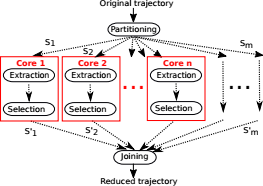 Original trajectory
Partitioning
S1 S2 Sm
Core 1 Core 2 Core n
Extraction Extraction Extraction
... ...
Selection Selection Selection
S'1 S'2 S'm
Joining
Reduced trajectory